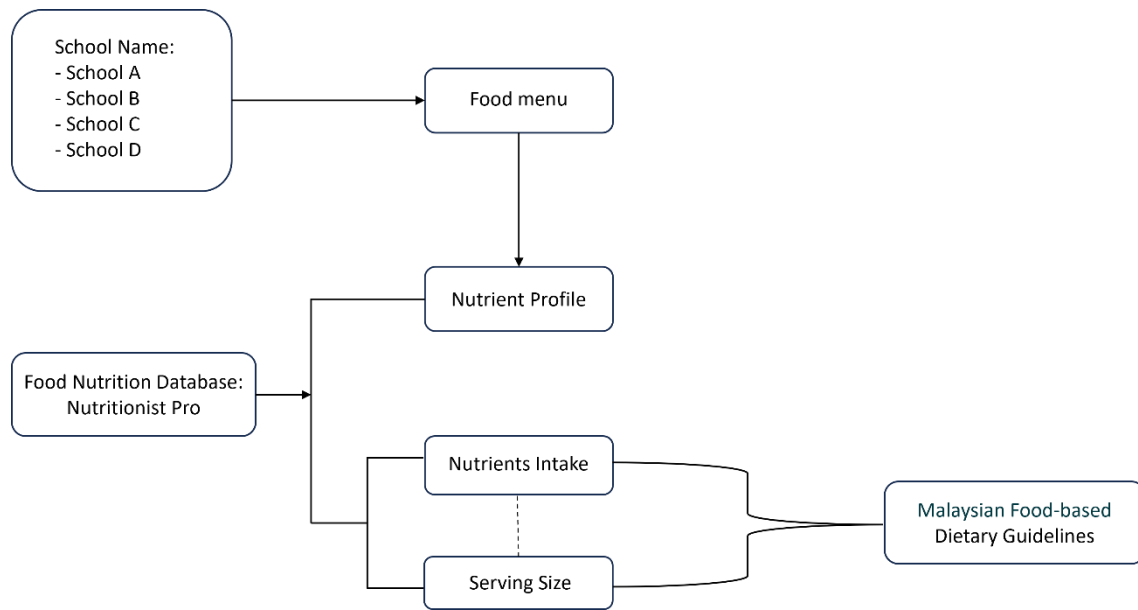 School Name:
- School A
- School B
- School C
- School D
Food menu
Nutrient Profile
Food Nutrition Database:
Nutritionist Pro
Nutrients Intake
Serving Size
Malaysian Food-based
Dietary Guidelines